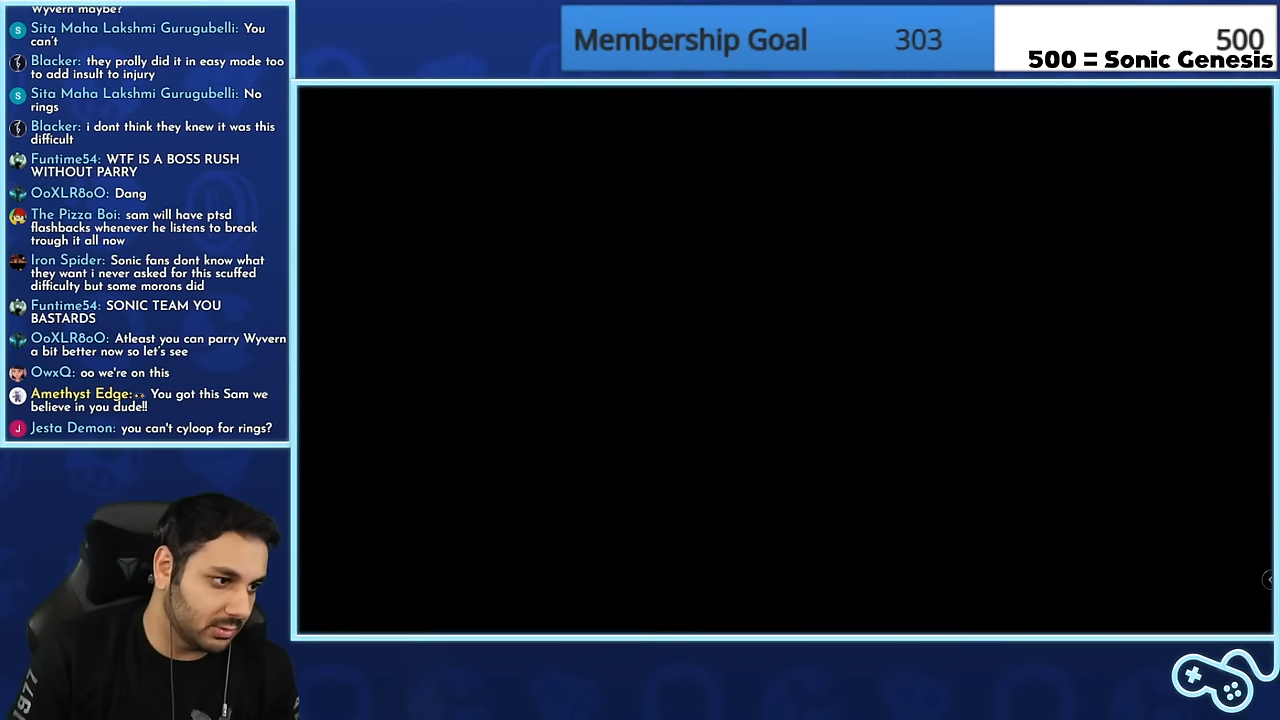 Wyvern maybe?
Sita Maha Lakshmi Gurugubelli: You
can't
Blacker: they prolly did it in easy mode too
to add insult to injury
Sita Maha Lakshmi Gurugubelli: No
rings
Blacker: i dont think they knew it was this
difficult
Funtime54: WTF IS A BOSS RUSH
WITHOUT PARRY
OoXLR8oO: Dang
The Pizza Boi: sam will have ptsd
flashbacks whenever he listens to break
trough it all now
Iron Spider: Sonic fans dont know what
they want i never asked for this scuffed
difficulty but some morons did
Funtime54: SONIC TEAM YOU
BASTARDS
OoXLR8oO: Atleast you can parry Wyvern
a bit better now so let's see
OwxQ: oo we're on this
Amethyst Edge: You got this Sam we
believe in you dude!!
J Jesta Demon: you can't cyloop for rings?
Membership Goal 303 500
500 = Sonic Genesis
1977